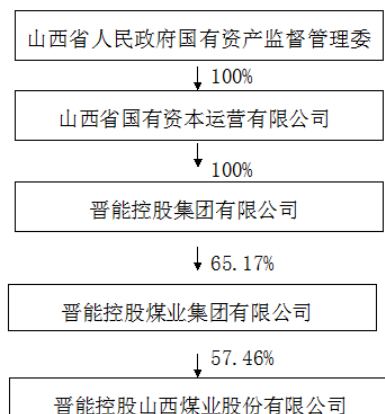 山西省人民政府国有资产监督管理委
100%
山西省国有资本运营有限公司
100%
晋能控股集团有限公司
65.17%
晋能控股煤业集团有限公司
57.46%
晋能控股山西煤业股份有限公司